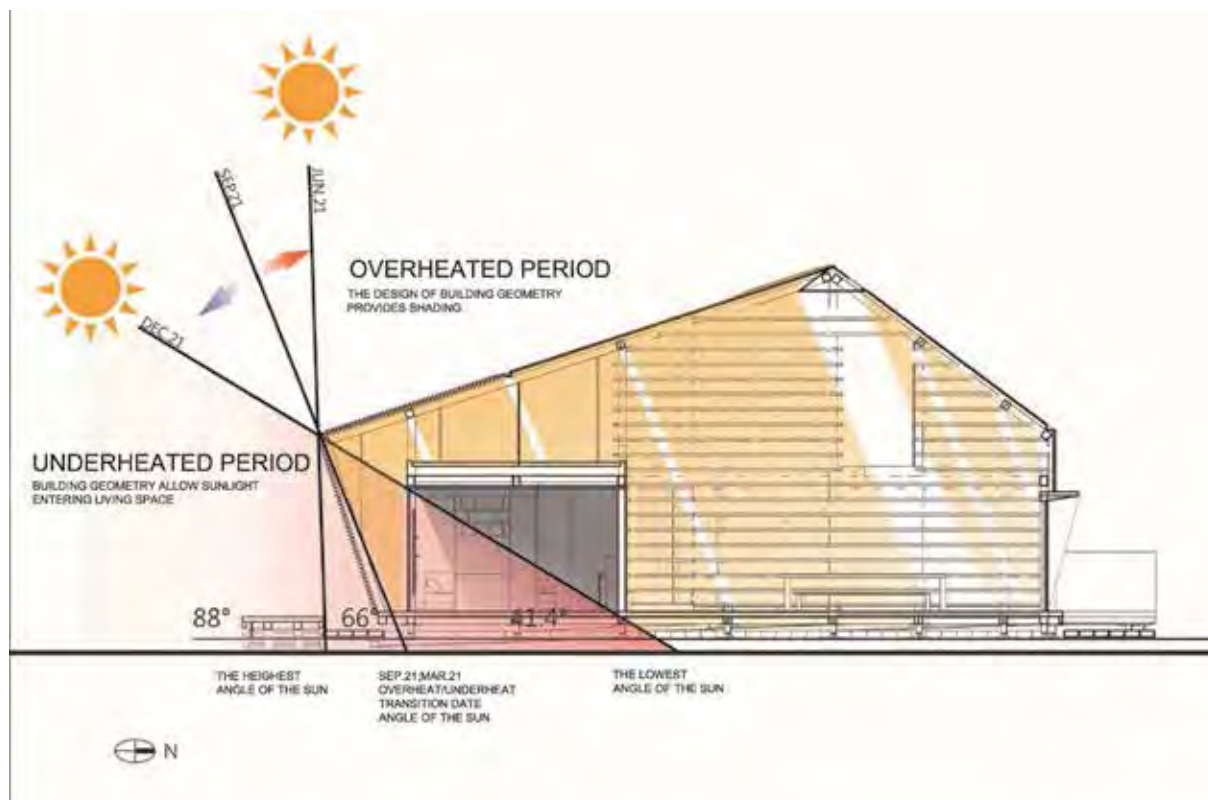 SEP.21
JUN.21
DEC.21
OVERHEATED PERIOD
THE DESIGN OF BUILDING GEOMETRY
PROVIDES SHADING.
UNDERHEATED PERIOD
BUILDING GEOMETRY ALLOW SUNLIGHT
ENTERING LIVING SPACE
88°
66°
41.4°
THE HEIGHEST
ANGLE OF THE SUN
SEP.21,MAR.21
OVERHEAT/UNDERHEAT
TRANSITION DATE
ANGLE OF THE SUN
THE LOWEST
ANGLE OF THE SUN
N